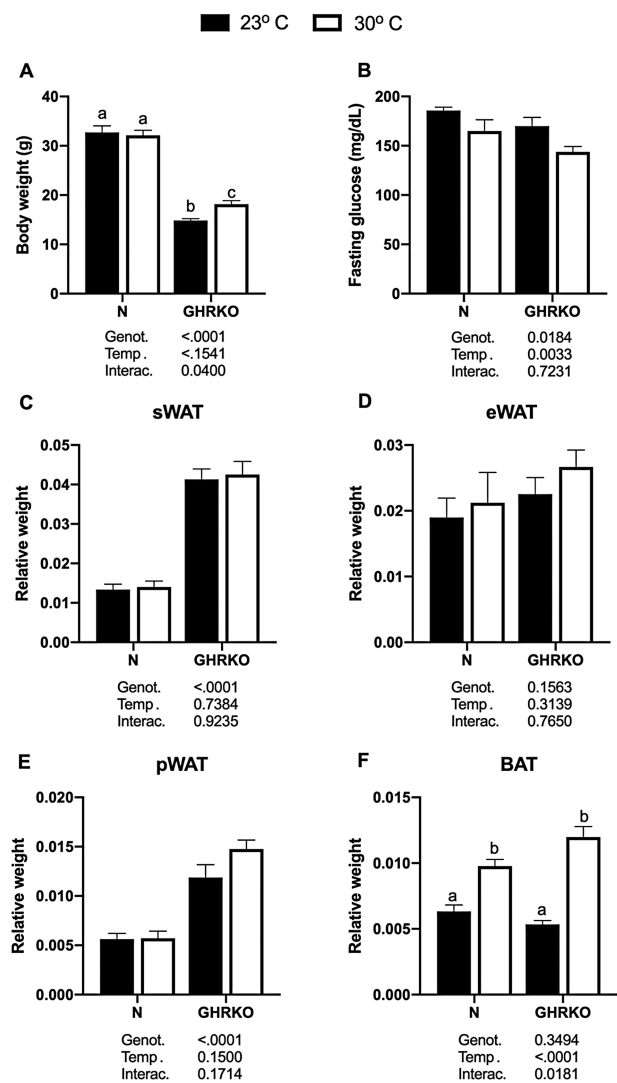 23º C 30º C
A
Body weight (g)
40
30
20
10
0
a a
b c
N GHRKO
Genot. <.0001
Temp. <.1541
Interac. 0.0400
B
Fasting glucose (mg/dL)
200
150
100
50
0
N GHRKO
Genot. 0.0184
Temp. 0.0033
Interac. 0.7231
C sWAT
Relative weight
0.05
0.04
0.03
0.02
0.01
0.00
N GHRKO
Genot. <.0001
Temp. 0.7384
Interac. 0.9235
D eWAT
Relative weight
0.03
0.02
0.01
0.00
N GHRKO
Genot. 0.1563
Temp. 0.3139
Interac. 0.7650
E pWAT
Relative weight
0.020
0.015
0.010
0.005
0.000
N GHRKO
Genot. <.0001
Temp. 0.1500
Interac. 0.1714
F BAT
Relative weight
0.015
0.010
0.005
0.000
a b
a b
N GHRKO
Genot. 0.3494
Temp. <.0001
Interac. 0.0181